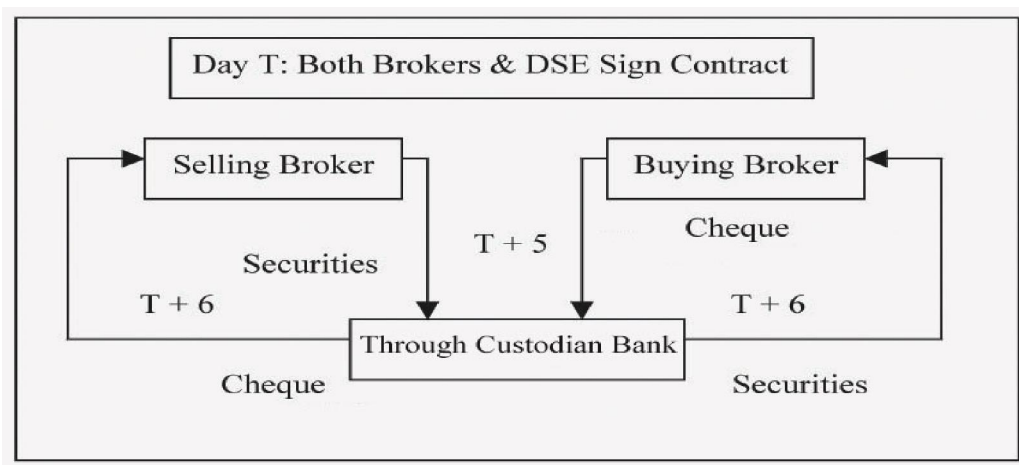 Day T: Both Brokers & DSE Sign Contract
Selling Broker
Buying Broker
Cheque
T + 5
Securities
T + 6
T + 6
Through Custodian Bank
Cheque
Securities